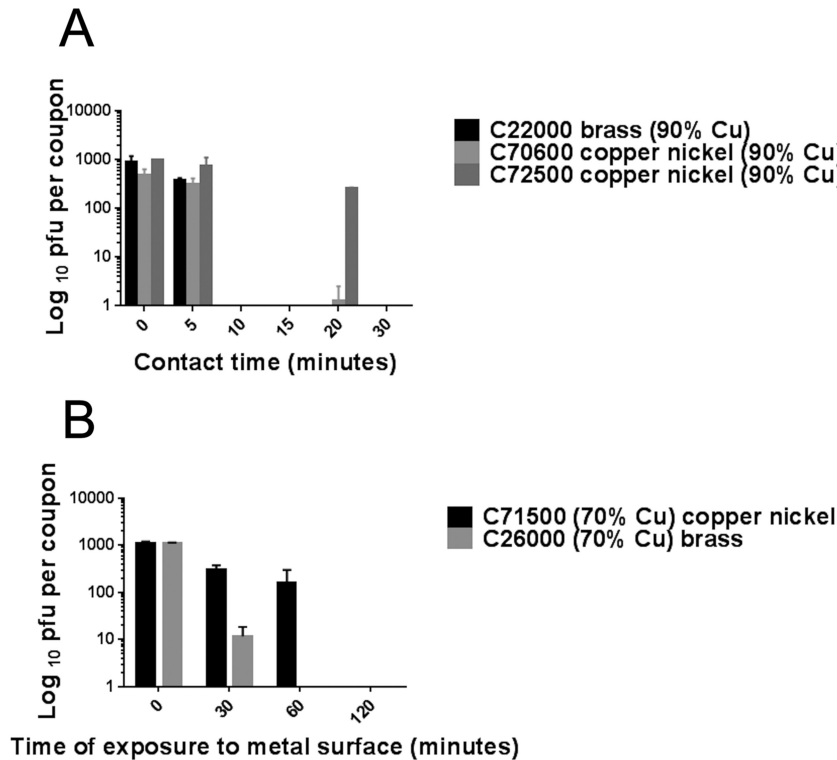 A
10000
1000
100
10
1
Log 10 pfu per coupon
0 5 10 15 20 30
Contact time (minutes)
C22000 brass (90% Cu)
C70600 copper nickel (90% Cu)
C72500 copper nickel (90% Cu
B
10000
1000
100
10
1
Log 10 pfu per coupon
0 30 60 120
Time of exposure to metal surface (minutes)
C71500 (70% Cu) copper nickel
C26000 (70% Cu) brass